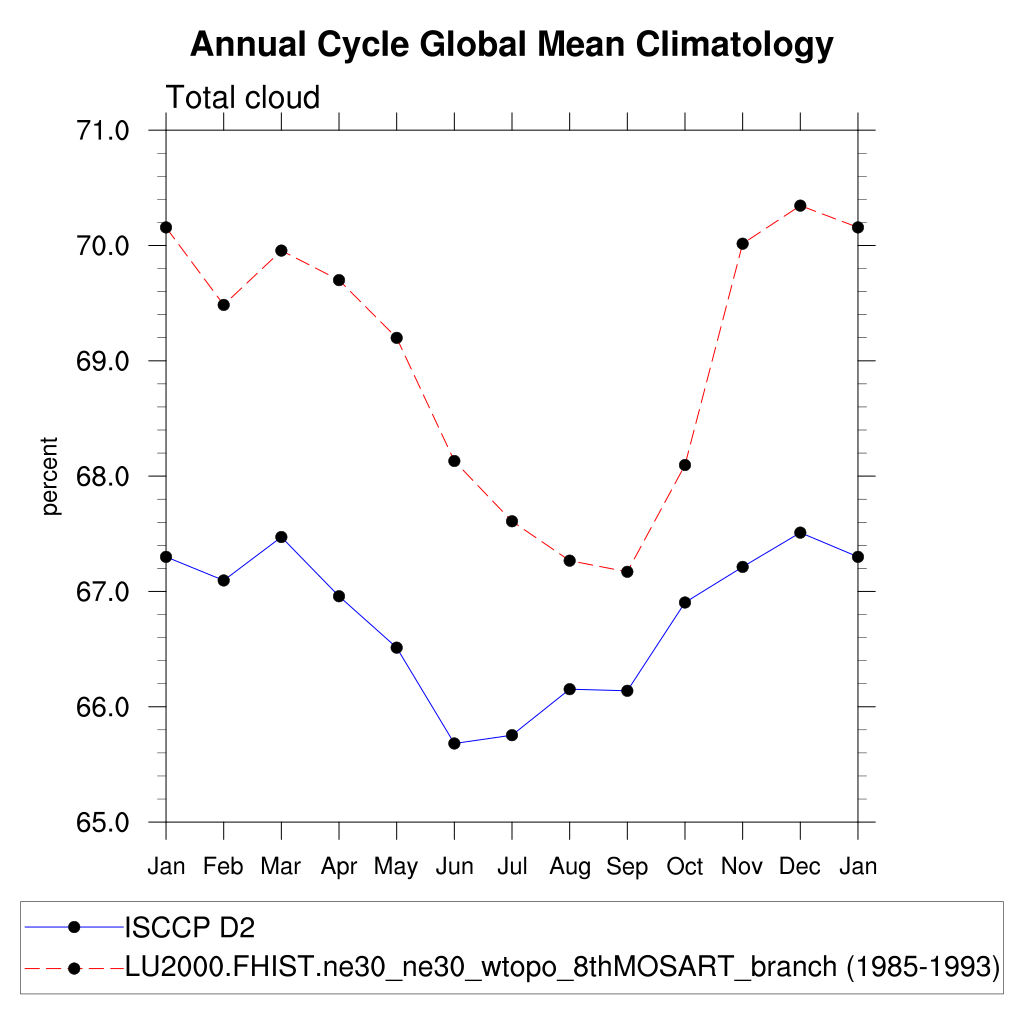 Annual Cycle Global Mean Climatology
Total cloud
71.0
70.0
69.0
68.0
67.0
66.0
65.0
percent
Jan Feb Mar Apr May Jun Jul Aug Sep Oct Nov Dec Jan
ISCCP D2
LU2000.FHIST.ne30_ne30_wtopo_8thMOSART_branch (1985-1993)